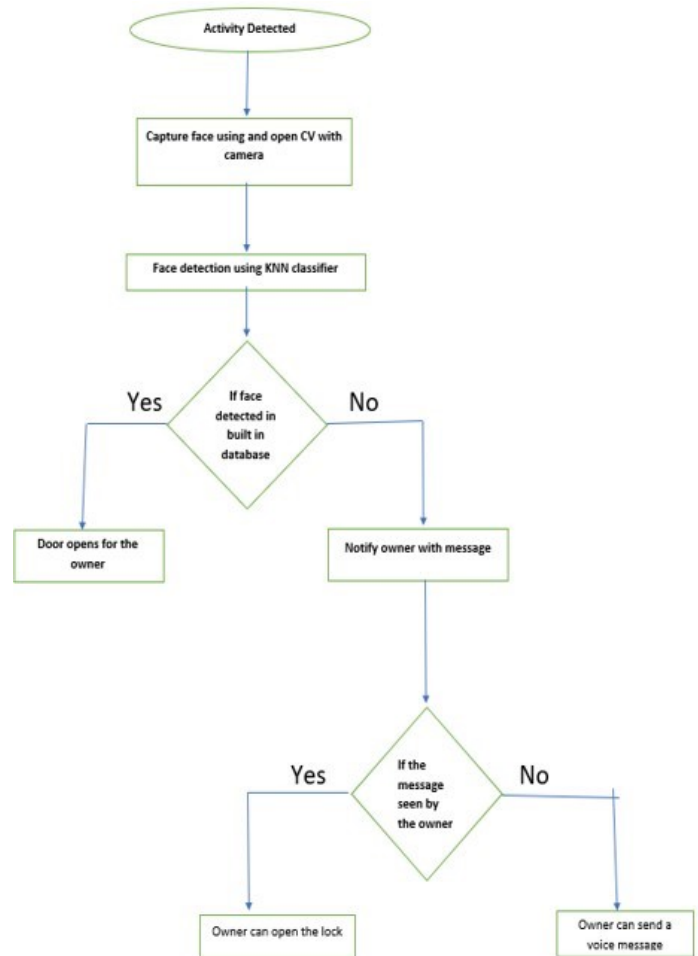 Activity Detected
Capture face using and open CV with
camera
Face detection using KNN classifier
If face
detected in
built in
database
Yes
No
Door opens for the
owner
Notify owner with message
If the
message
seen by
the owner
Yes
No
Owner can open the lock
Owner can send a
voice message